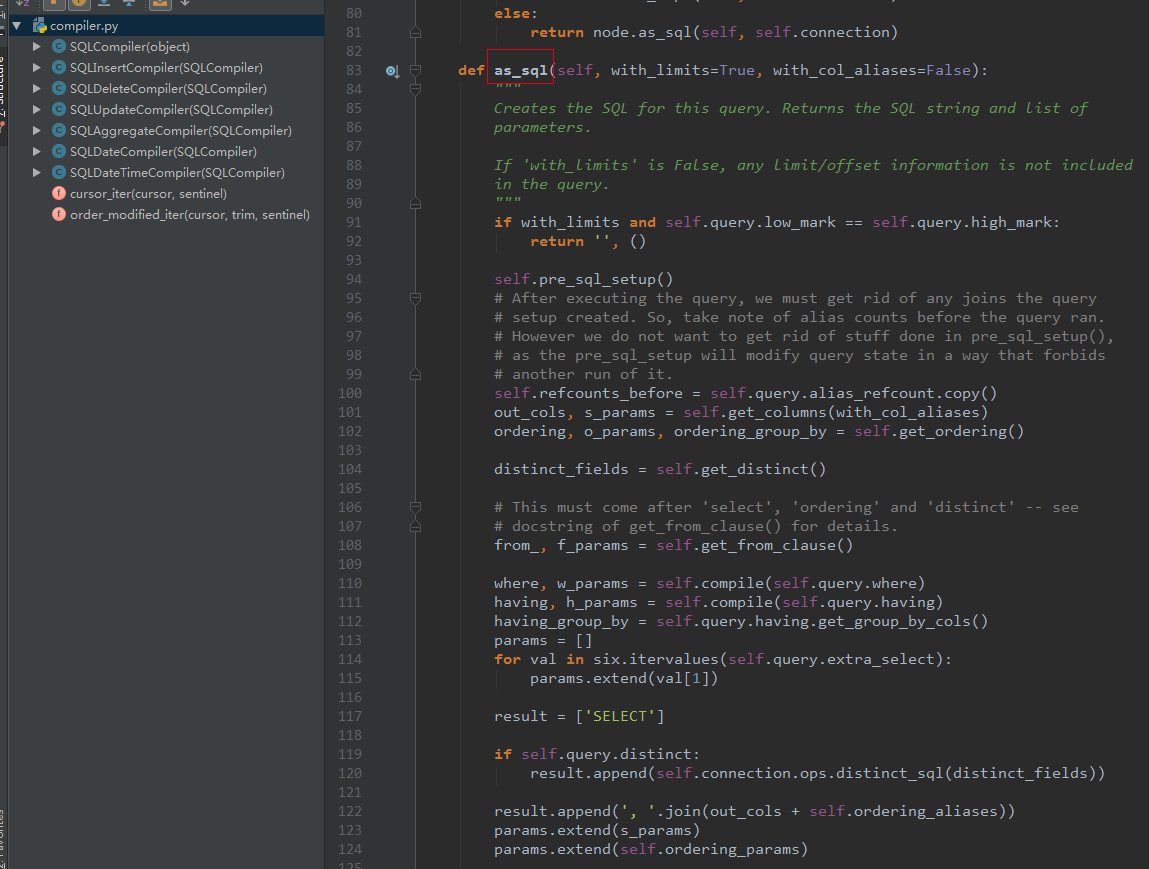 compiler.py
SQLCompiler(object)
SQLInsertCompiler(SQLCompiler)
SQLDeleteCompiler(SQLCompiler)
SQLUpdateCompiler(SQLCompiler)
SQLAggregateCompiler(SQLCompiler)
SQLDateCompiler(SQLCompiler)
SQLDateTimeCompiler(SQLCompiler)
cursor_iter(cursor, sentinel)
order_modified_iter(cursor, trim, sentinel)
80 else:
81 return node.as_sql(self, self.connection)
82
83 def as_sql(self, with_limits=True, with_col_aliases=False):
84 """
85 Creates the SQL for this query. Returns the SQL string and list of
86 parameters.
87
88 If 'with_limits' is False, any limit/offset information is not included
89 in the query.
90 """
91 if with_limits and self.query.low_mark == self.query.high_mark:
92 return '', ()
93
94 self.pre_sql_setup()
95 # After executing the query, we must get rid of any joins the query
96 # setup created. So, take note of alias counts before the query ran.
97 # However we do not want to get rid of stuff done in pre_sql_setup(),
98 # as the pre_sql_setup will modify query state in a way that forbids
99 # another run of it.
100 self.refcounts_before = self.query.alias_refcount.copy()
101 out_cols, s_params = self.get_columns(with_col_aliases)
102 ordering, o_params, ordering_group_by = self.get_ordering()
103
104 distinct_fields = self.get_distinct()
105
106 # This must come after 'select', 'ordering' and 'distinct' -- see
107 # docstring of get_from_clause() for details.
108 from_, f_params = self.get_from_clause()
109
110 where, w_params = self.compile(self.query.where)
111 having, h_params = self.compile(self.query.having)
112 having_group_by = self.query.having.get_group_by_cols()
113 params = []
114 for val in six.itervalues(self.query.extra_select):
115 params.extend(val[1])
116
117 result = ['SELECT']
118
119 if self.query.distinct:
120 result.append(self.connection.ops.distinct_sql(distinct_fields))
121
122 result.append(', '.join(out_cols + self.ordering_aliases))
123 params.extend(s_params)
124 params.extend(self.ordering_params)
125